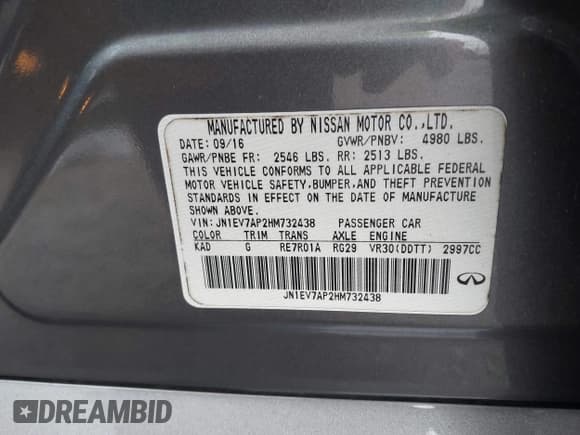 MANUFACTURED BY NISSAN MOTOR CO.,LTD.
DATE: 09/16 GVWR/PNBV: 4980 LBS.
GAWR/PNBE FR: 2546 LBS. RR: 2513 LBS.
THIS VEHICLE CONFORMS TO ALL APPLICABLE FEDERAL
MOTOR VEHICLE SAFETY,BUMPER,AND THEFT PREVENTION
STANDARDS IN EFFECT ON THE DATE OF MANUFACTURE
SHOWN ABOVE.
VIN: JN1EV7AP2HM732438 PASSENGER CAR
COLOR TRIM TRANS AXLE ENGINE
KAD G RE7R01A RG29 VR30(DDTT) 2997CC
JN1EV7AP2HM732438
DREAMBID